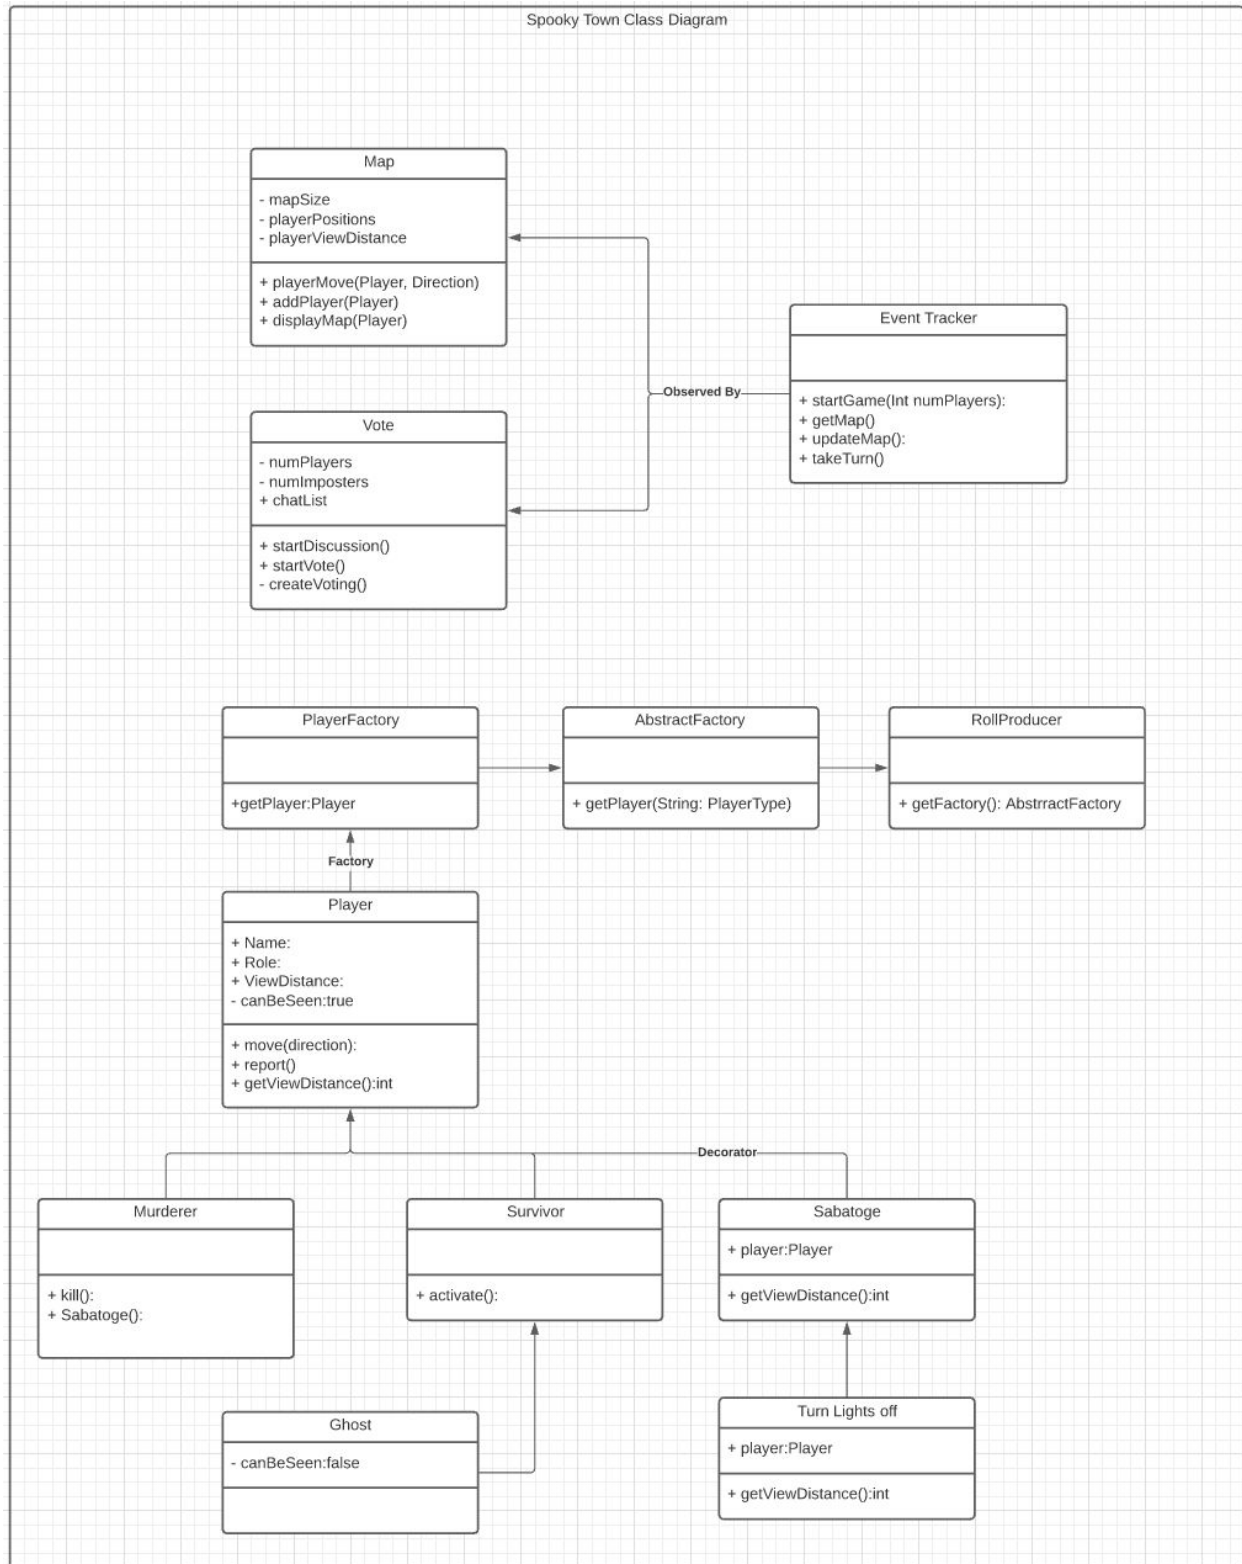 Spooky Town Class Diagram
Map
- mapSize
- playerPositions
- playerViewDistance
+ playerMove(Player, Direction)
+ addPlayer(Player)
+ displayMap(Player)
Event Tracker
+ startGame(Int numPlayers):
+ getMap()
+ updateMap():
+ takeTurn()
Observed By
Vote
- numPlayers
- numImposters
+ chatList
+ startDiscussion()
+ startVote()
- createVoting()
PlayerFactory
+getPlayer:Player
AbstractFactory
+ getPlayer(String: PlayerType)
RollProducer
+ getFactory(): AbstrractFactory
Factory
Player
+ Name:
+ Role:
+ ViewDistance:
- canBeSeen:true
+ move(direction):
+ report()
+ getViewDistance():int
Decorator
Murderer
+ kill():
+ Sabatoge():
Survivor
+ activate():
Sabatoge
+ player:Player
+ getViewDistance():int
Ghost
- canBeSeen:false
Turn Lights off
+ player:Player
+ getViewDistance():int